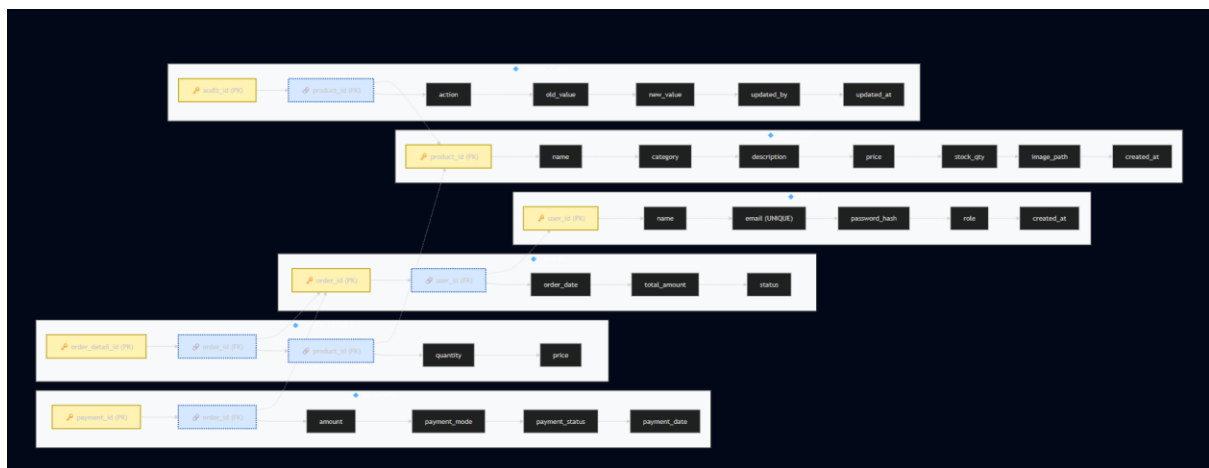 audit_id (PK) product_id (FK) action old_value new_value updated_by updated_at
product_id (PK) name category description price stock_qty image_path created_at
user_id (PK) name email (UNIQUE) password_hash role created_at
order_id (PK) user_id (FK) order_date total_amount status
order_detail_id (PK) order_id (FK) product_id (FK) quantity price
payment_id (PK) order_id (FK) amount payment_mode payment_status payment_date